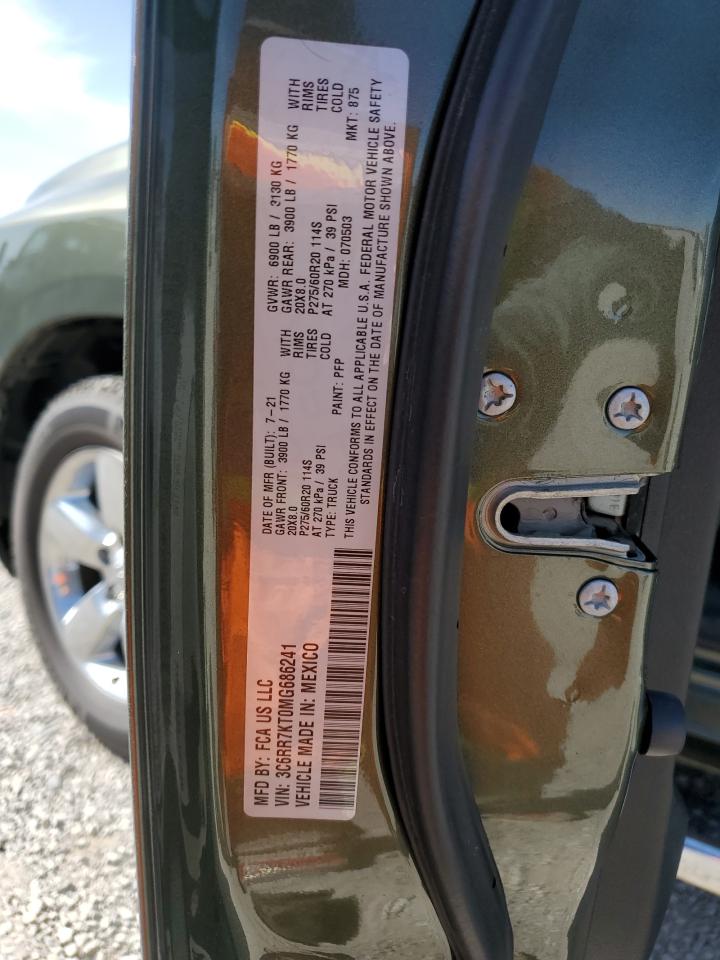 MFD BY: FCA US LLC
VIN: 3C6RR7KT0MG686241
VEHICLE MADE IN: MEXICO
DATE OF MFR (BUILT): 7-21
GAWR FRONT: 3900 LB / 1770 KG WITH
20X8.0 RIMS
P275/60R20 114S TIRES
AT 270 kPa / 39 PSI COLD
TYPE: TRUCK PAINT: PFP
GVWR: 6900 LB / 3130 KG
GAWR REAR: 3900 LB / 1770 KG WITH
20X8.0 RIMS
P275/60R20 114S TIRES
AT 270 kPa / 39 PSI COLD
MDH: 070503 MKT: 875
THIS VEHICLE CONFORMS TO ALL APPLICABLE U.S.A. FEDERAL MOTOR VEHICLE SAFETY
STANDARDS IN EFFECT ON THE DATE OF MANUFACTURE SHOWN ABOVE.